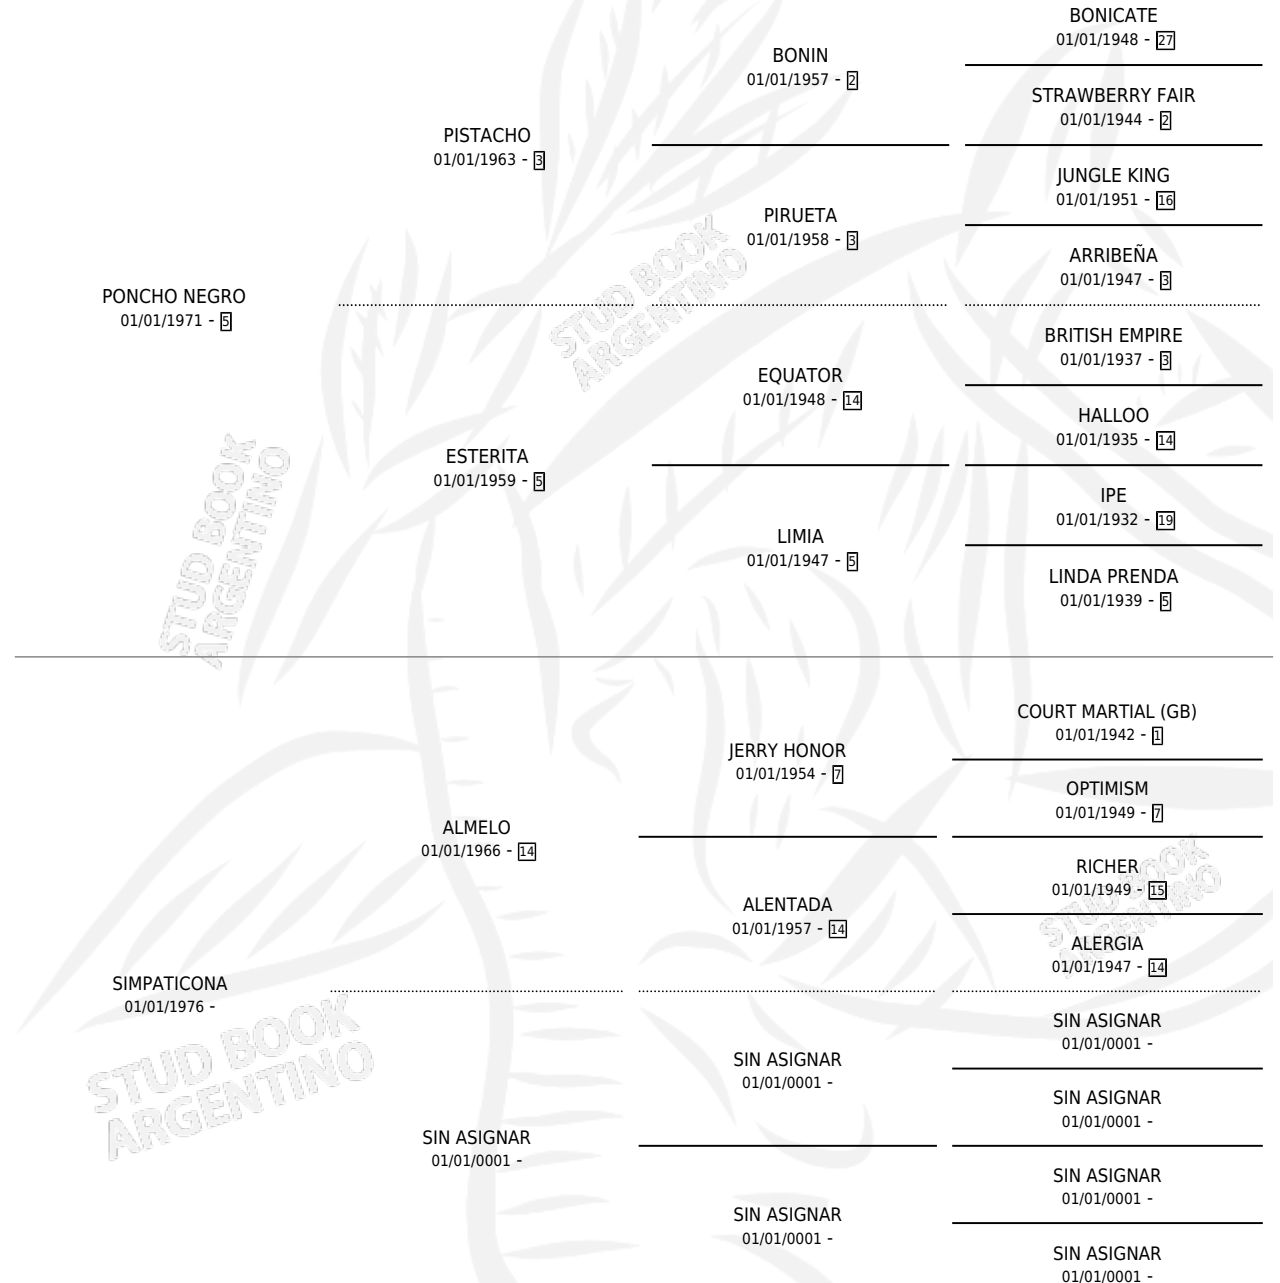 BONICATE
01/01/1948 - 27
BONIN
01/01/1957 - 2
STRAWBERRY FAIR
01/01/1944 - 2
PISTACHO
01/01/1963 - 3
JUNGLE KING
01/01/1951 - 16
PIRUETA
01/01/1958 - 3
ARRIBEÑA
01/01/1947 - 3
PONCHO NEGRO
01/01/1971 - 5
BRITISH EMPIRE
01/01/1937 - 3
EQUATOR
01/01/1948 - 14
HALLOO
01/01/1935 - 14
ESTERITA
01/01/1959 - 5
IPE
01/01/1932 - 19
LIMIA
01/01/1947 - 5
LINDA PRENDA
01/01/1939 - 5
STUD BOOK
ARGENTINO
STUD BOOK
ARGENTINO
COURT MARTIAL (GB)
01/01/1942 - 1
JERRY HONOR
01/01/1954 - 7
OPTIMISM
01/01/1949 - 7
ALMELO
01/01/1966 - 14
RICHER
01/01/1949 - 15
ALENTADA
01/01/1957 - 14
ALERGIA
01/01/1947 - 14
STUD BOOK
ARGENTINO
SIMPATICONA
01/01/1976 -
SIN ASIGNAR
01/01/0001 -
SIN ASIGNAR
01/01/0001 -
SIN ASIGNAR
01/01/0001 -
SIN ASIGNAR
01/01/0001 -
SIN ASIGNAR
01/01/0001 -
SIN ASIGNAR
01/01/0001 -
SIN ASIGNAR
01/01/0001 -
STUD BOOK
ARGENTINO